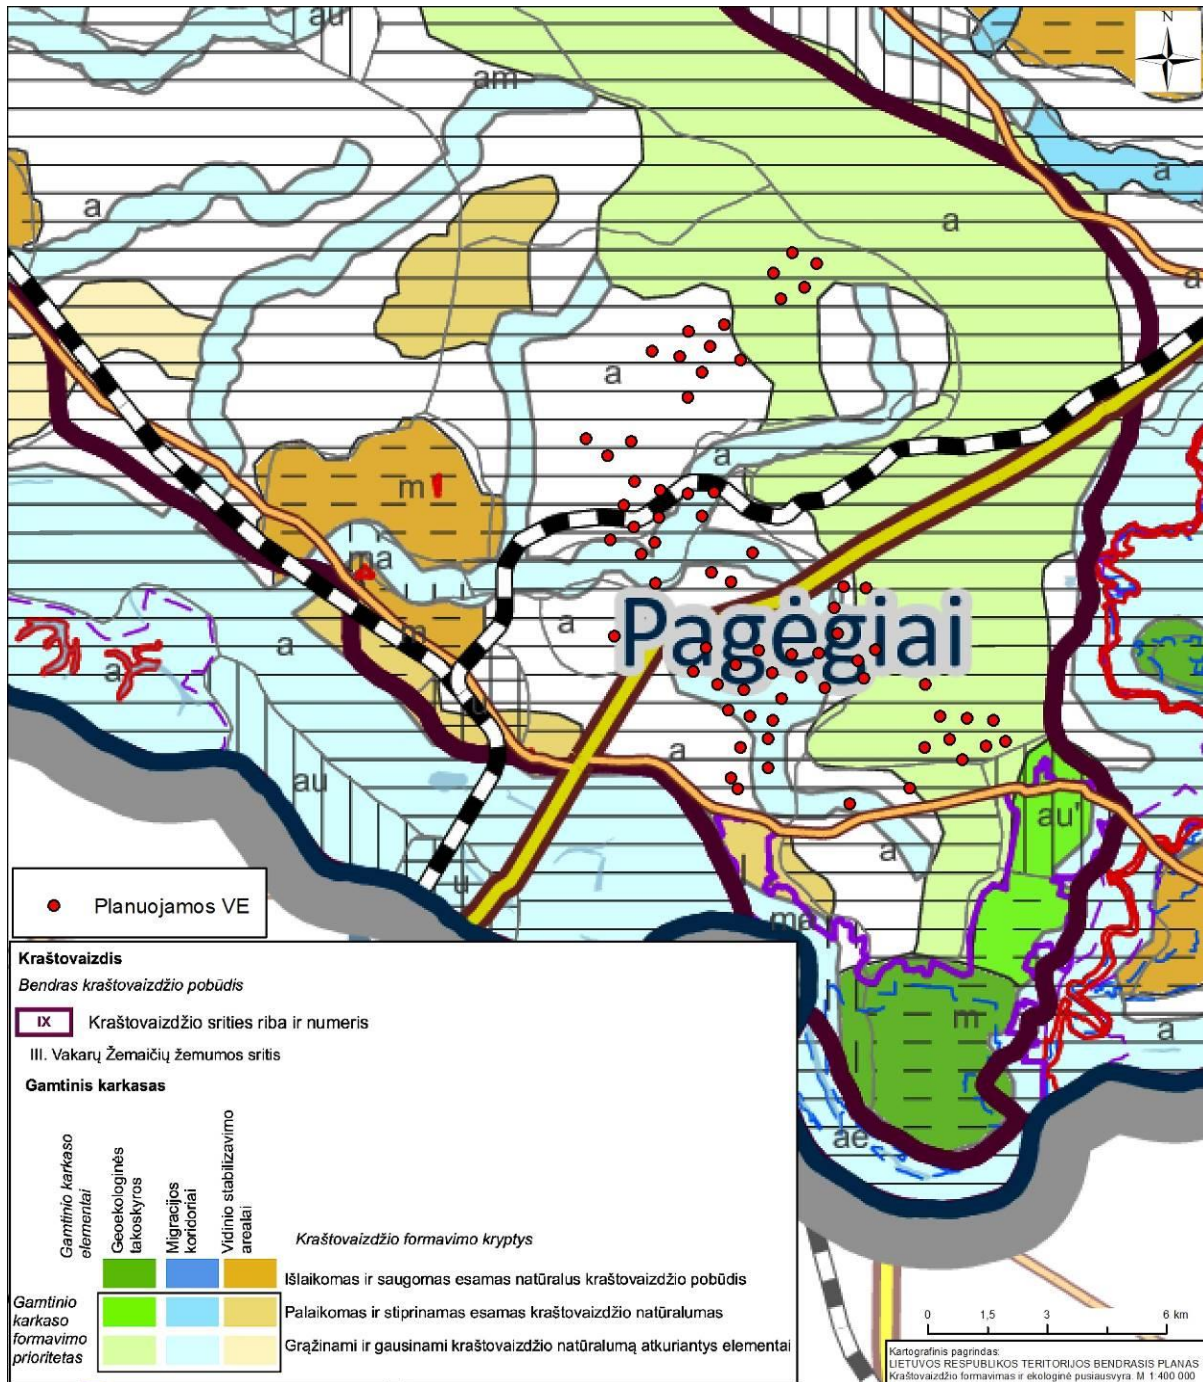 au
N
am
a
a
a
a
a
a
a
m
ma
a
m
a
a
Pagėgiai
u
a
au
au'
a
u
l
me
Planuojamos VE
m
a
l
l
ae
Kraštovaizdis
Bendras kraštovaizdžio pobūdis
IX Kraštovaizdžio srities riba ir numeris
III. Vakarų Žemaičių žemumos sritis
Gamtinis karkasas
Gamtinio karkaso
elementai
Geoekologinės
takoskyros
Migracijos
koridoriai
Vidinio stabilizavimo
arealai
Kraštovaizdžio formavimo kryptys
Išlaikomas ir saugomas esamas natūralus kraštovaizdžio pobūdis
Gamtinio
karkaso
formavimo
prioritetas
Palaikomas ir stiprinamas esamas kraštovaizdžio natūralumas
Grąžinami ir gausinami kraštovaizdžio natūralumą atkuriantys elementai
0 1,5 3 6 km
Kartografinis pagrindas:
LIETUVOS RESPUBLIKOS TERITORIJOS BENDRASIS PLANAS
Kraštovaizdžio formavimas ir ekologinė pusiausvyra. M 1:400 000